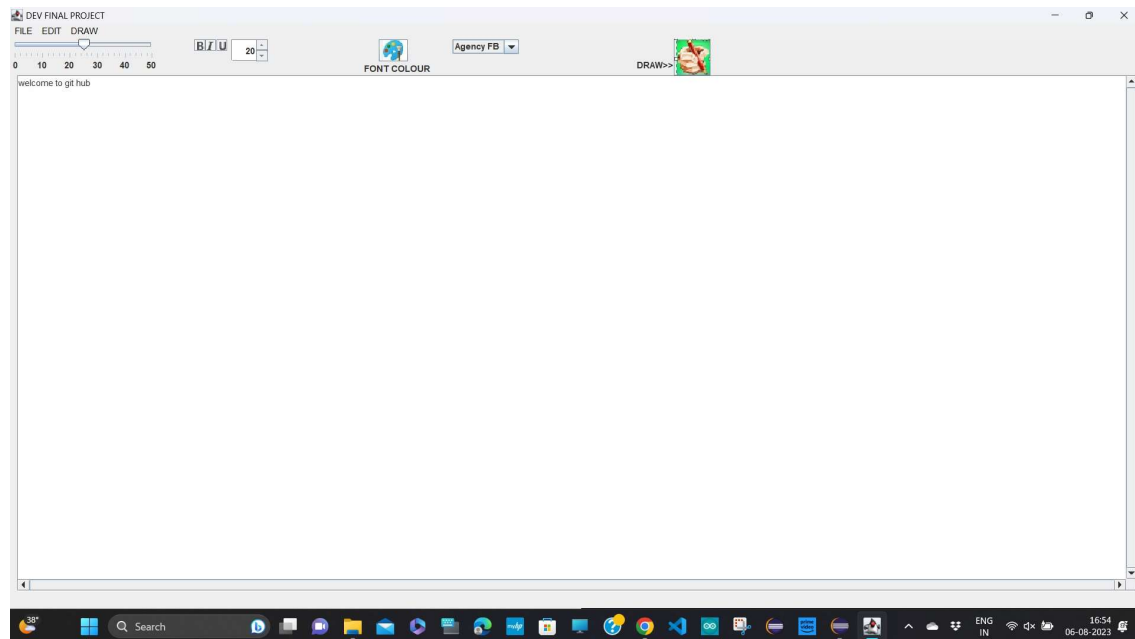 DEV FINAL PROJECT
FILE EDIT DRAW
B I U 20 Agency FB
0 10 20 30 40 50 FONT COLOUR DRAW>>
welcome to git hub
38°
Search
ENG
IN
16:54
06-08-2023